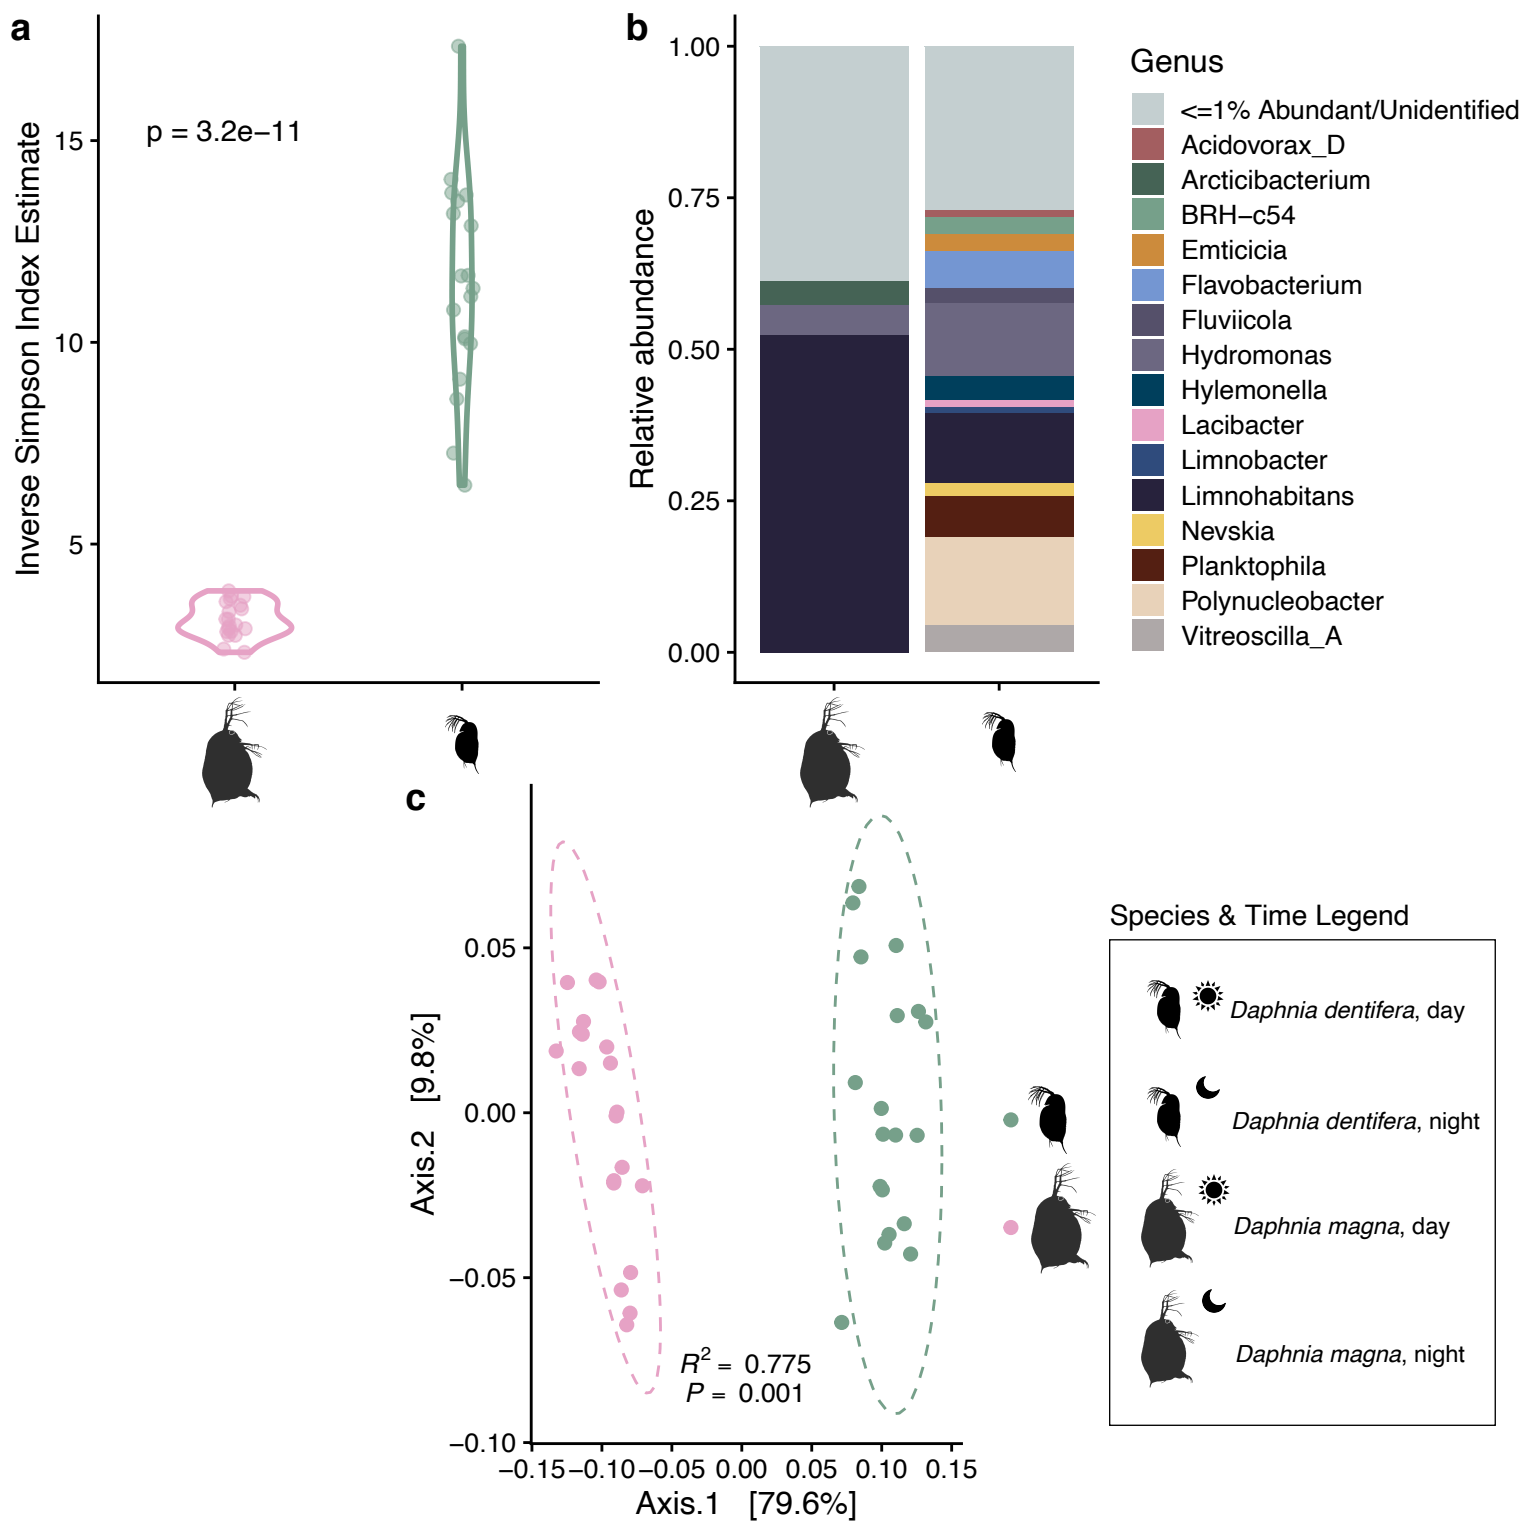 a
Inverse Simpson Index Estimate
15
10
5
p = 3.2e−11
b
Relative abundance
1.00
0.75
0.50
0.25
0.00
Genus
<=1% Abundant/Unidentified
Acidovorax_D
Arcticibacterium
BRH−c54
Emticicia
Flavobacterium
Fluviicola
Hydromonas
Hylemonella
Lacibacter
Limnobacter
Limnohabitans
Nevskia
Planktophila
Polynucleobacter
Vitreoscilla_A
c
Axis.2 [9.8%]
0.05
0.00
−0.05
−0.10
R² = 0.775
P = 0.001
−0.15 −0.10 −0.05 0.00 0.05 0.10 0.15
Axis.1 [79.6%]
Species & Time Legend
Daphnia dentifera, day
Daphnia dentifera, night
Daphnia magna, day
Daphnia magna, night